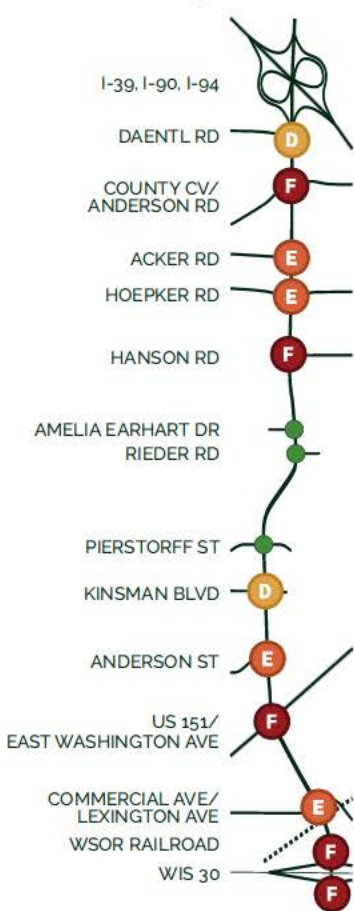 I-39, I-90, I-94
DAENTL RD
D
COUNTY CV/
ANDERSON RD
F
ACKER RD
E
HOEPKER RD
E
HANSON RD
F
AMELIA EARHART DR
RIEDER RD
PIERSTORFF ST
KINSMAN BLVD
D
ANDERSON ST
E
US 151/
EAST WASHINGTON AVE
F
COMMERCIAL AVE/
LEXINGTON AVE
E
WSOR RAILROAD
F
WIS 30
F